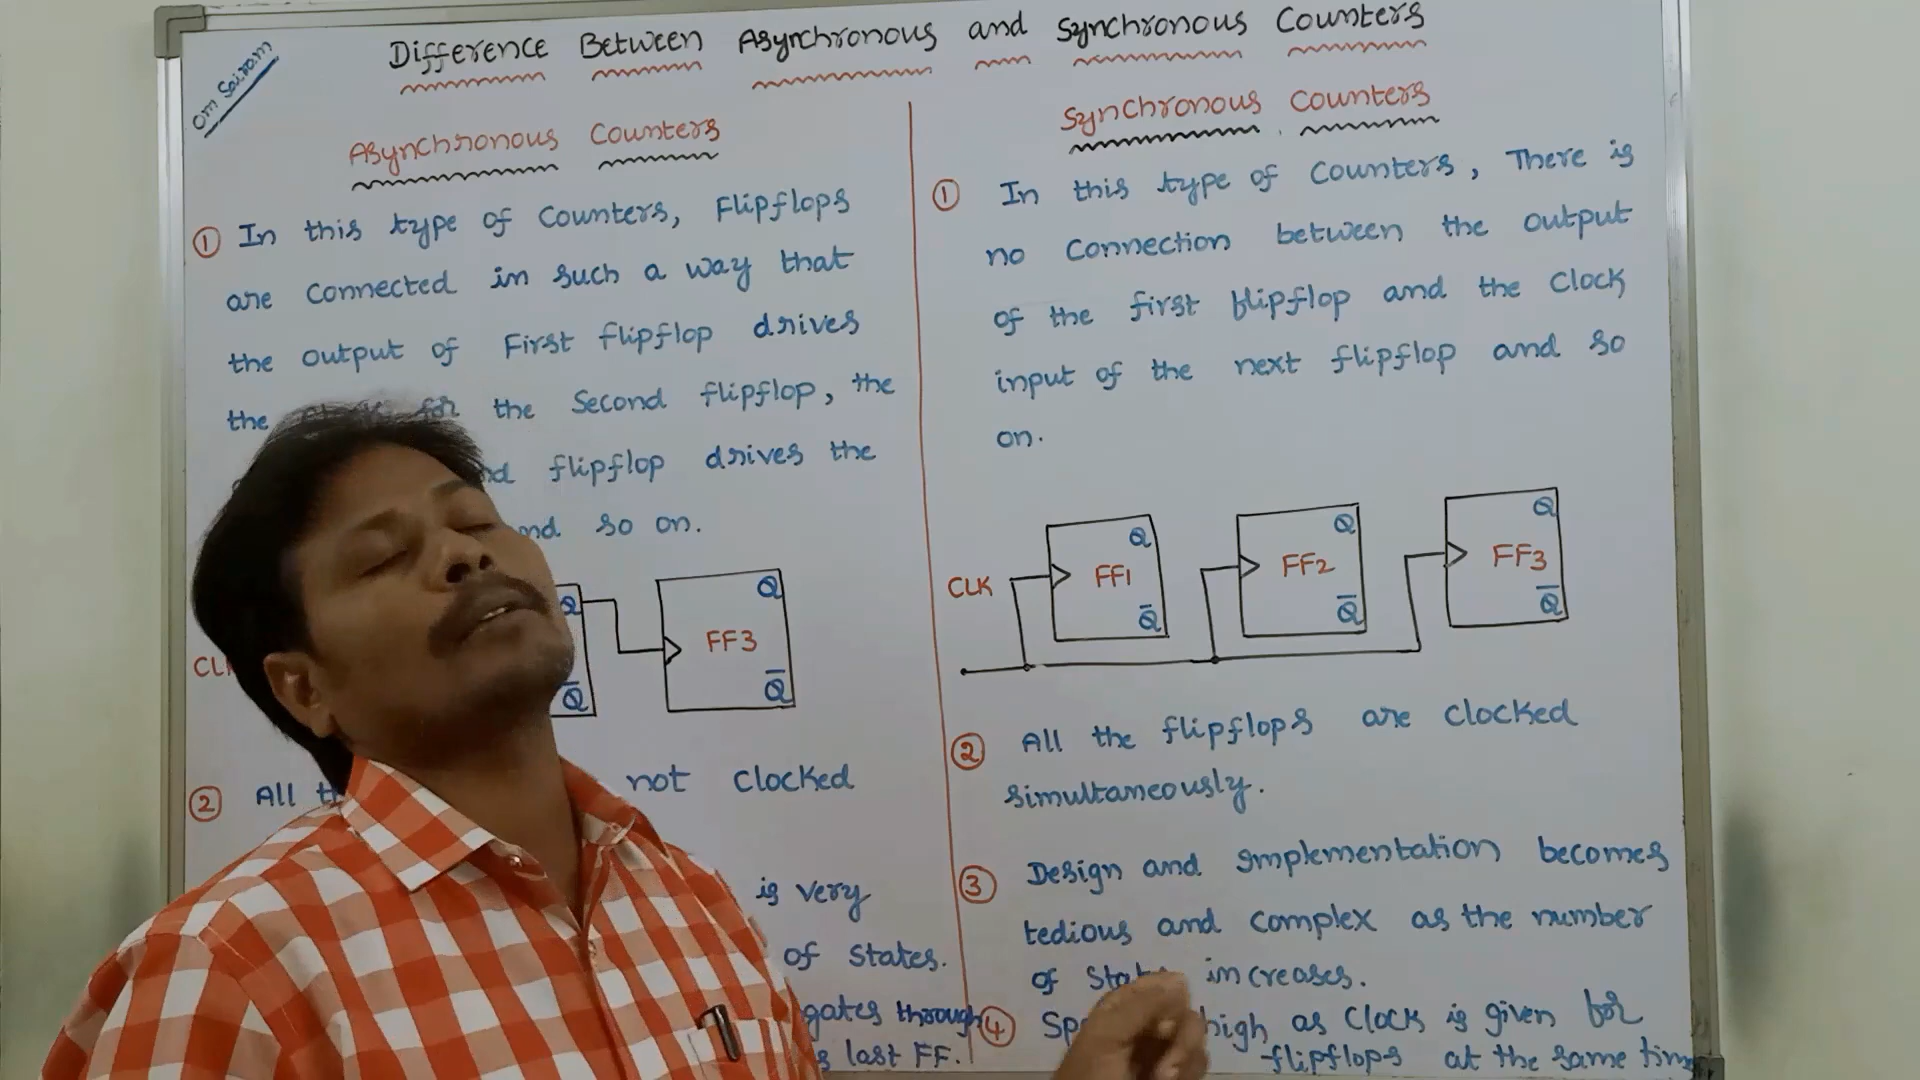 Om Sairam
Difference Between Asynchronous and Synchronous Counters
Asynchronous Counters
① In this type of Counters, Flipflops
are connected in such a way that
the output of First flipflop drives
the for the Second flipflop, the
flipflop drives the
so on.
Q
Q̅
Q
FF3
Q̅
② All not clocked
is very
of states.
through
last FF.
Synchronous Counters
① In this type of Counters, There is
no connection between the output
of the first flipflop and the clock
input of the next flipflop and so
on.
CLK
Q
FF1
Q̅
Q
FF2
Q̅
Q
FF3
Q̅
② All the flipflops are clocked
simultaneously.
③ Design and Implementation becomes
tedious and complex as the number
of increases.
④ high as clock is given for
flipflops at the same time